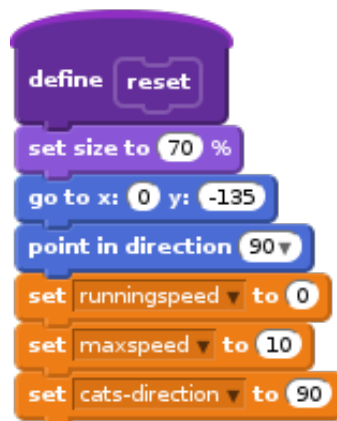 define reset
set size to 70 %
go to x: 0 y: -135
point in direction 90
set runningspeed to 0
set maxspeed to 10
set cats-direction to 90